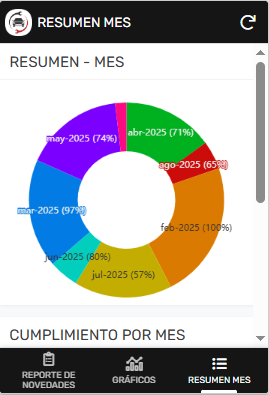 RESUMEN MES
RESUMEN - MES
abr-2025 (71%)
may-2025 (74%)
ago-2025 (65%)
mar-2025 (97%)
feb-2025 (100%)
jun-2025 (80%)
jul-2025 (57%)
CUMPLIMIENTO POR MES
REPORTE DE
NOVEDADES
GRÁFICOS
RESUMEN MES